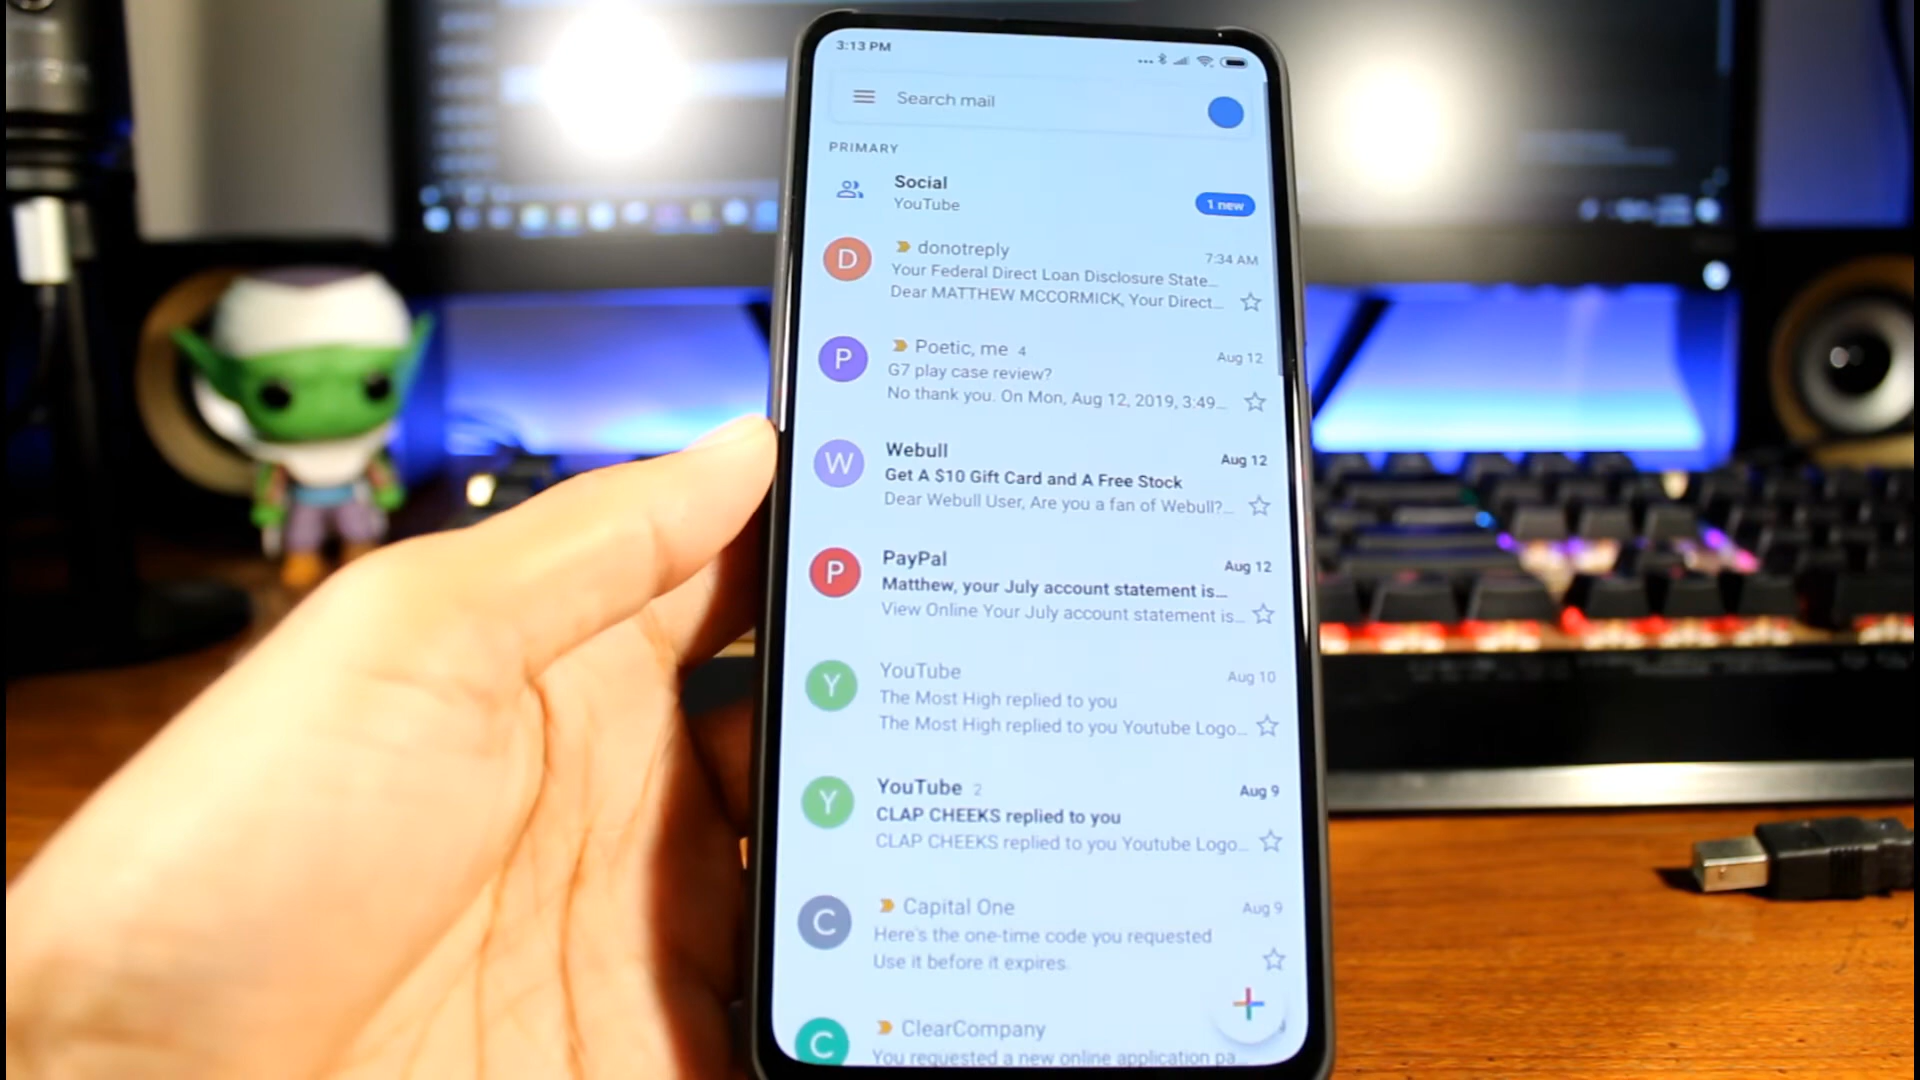 3:13 PM
Search mail
PRIMARY
Social
YouTube
1 new
donotreply
7:34 AM
Your Federal Direct Loan Disclosure State...
Dear MATTHEW MCCORMICK, Your Direct...
Poetic, me 4
Aug 12
G7 play case review?
No thank you. On Mon, Aug 12, 2019, 3:49...
Webull
Aug 12
Get A $10 Gift Card and A Free Stock
Dear Webull User, Are you a fan of Webull?...
PayPal
Aug 12
Matthew, your July account statement is...
View Online Your July account statement is...
YouTube
Aug 10
The Most High replied to you
The Most High replied to you Youtube Logo...
YouTube 2
Aug 9
CLAP CHEEKS replied to you
CLAP CHEEKS replied to you Youtube Logo...
Capital One
Aug 9
Here's the one-time code you requested
Use it before it expires.
ClearCompany
You requested a new online application pa...
D
P
W
P
Y
Y
C
C